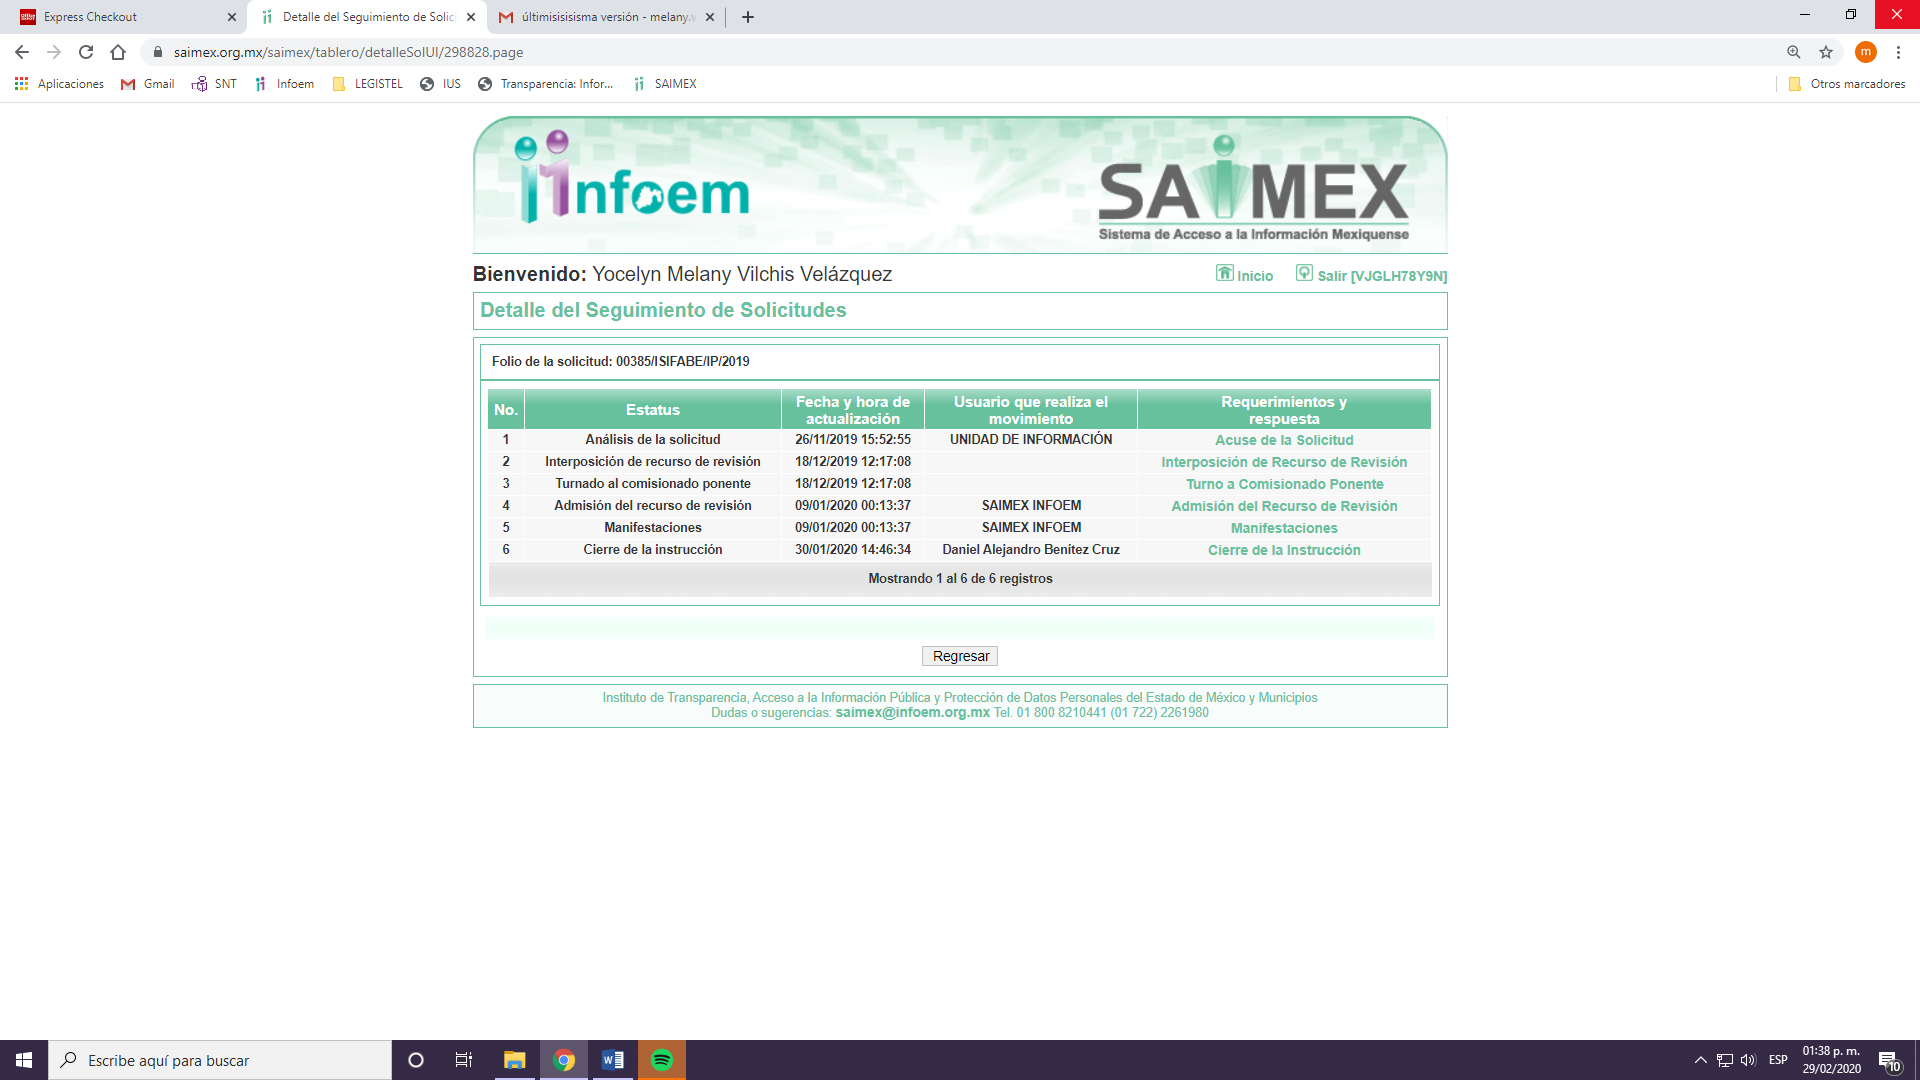 Express Checkout
Detalle del Seguimiento de Solic
últimisisisisma versión - melany.v
saimex.org.mx/saimex/tablero/detalleSolUI/298828.page
m
Aplicaciones
Gmail
SNT
Infoem
LEGISTEL
IUS
Transparencia: Infor...
SAIMEX
Otros marcadores
infoem
SAIMEX
Sistema de Acceso a la Información Mexiquense
Bienvenido: Yocelyn Melany Vilchis Velázquez
Inicio
Salir [VJGLH78Y9N]
Detalle del Seguimiento de Solicitudes
Folio de la solicitud: 00385/ISIFABE/IP/2019
No. Estatus Fecha y hora de actualización Usuario que realiza el movimiento Requerimientos y respuesta
1 Análisis de la solicitud 26/11/2019 15:52:55 UNIDAD DE INFORMACIÓN Acuse de la Solicitud
2 Interposición de recurso de revisión 18/12/2019 12:17:08 Interposición de Recurso de Revisión
3 Turnado al comisionado ponente 18/12/2019 12:17:08 Turno a Comisionado Ponente
4 Admisión del recurso de revisión 09/01/2020 00:13:37 SAIMEX INFOEM Admisión del Recurso de Revisión
5 Manifestaciones 09/01/2020 00:13:37 SAIMEX INFOEM Manifestaciones
6 Cierre de la instrucción 30/01/2020 14:46:34 Daniel Alejandro Benítez Cruz Cierre de la Instrucción
Mostrando 1 al 6 de 6 registros
Regresar
Instituto de Transparencia, Acceso a la Información Pública y Protección de Datos Personales del Estado de México y Municipios
Dudas o sugerencias: saimex@infoem.org.mx Tel. 01 800 8210441 (01 722) 2261980
Escribe aquí para buscar
ESP
01:38 p. m.
29/02/2020
10